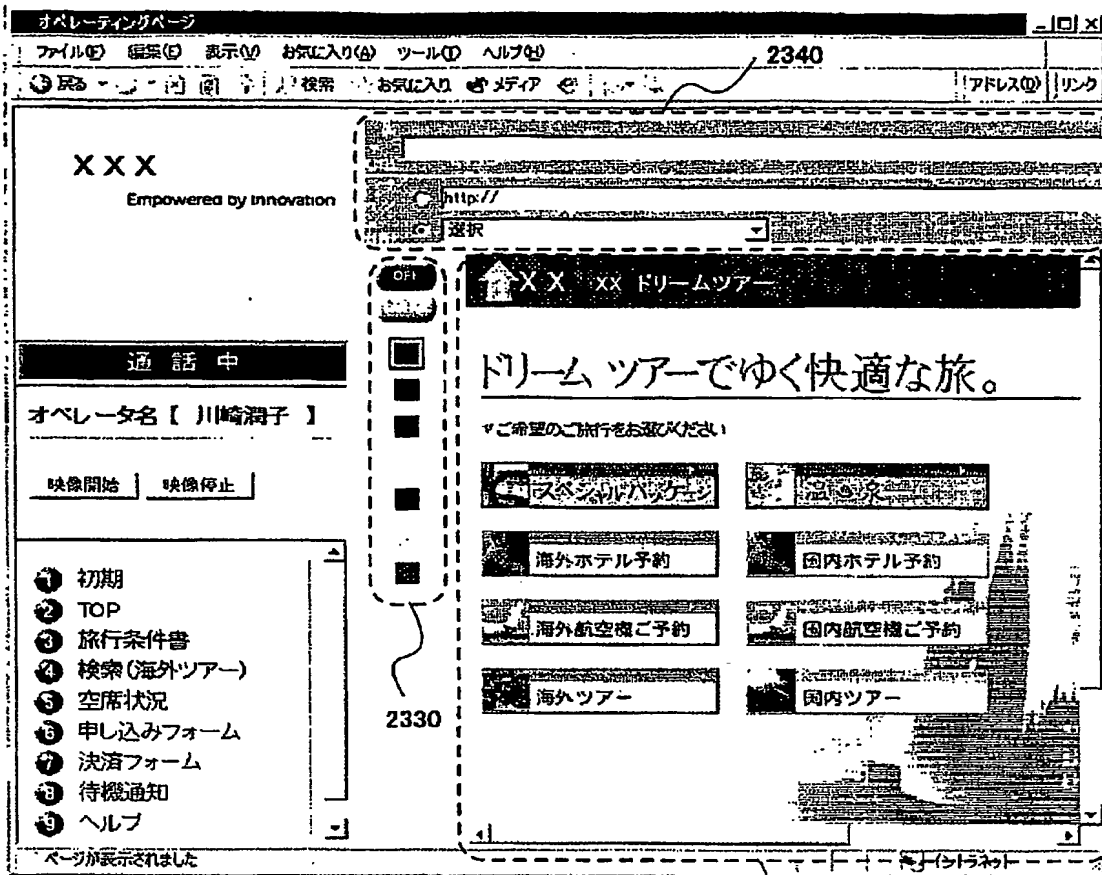 オペレーティングページ
ファイル(F) 編集(E) 表示(V) お気に入り(A) ツール(T) ヘルプ(H)
2340
戻る 検索 お気に入り メディア アドレス(D) リンク
XXX
Empowered by Innovation
http://
選択
OFF
XX XX ドリームツアー
通話中
ドリームツアーでゆく快適な旅。
オペレータ名【 川崎潤子 】
ご希望のご旅行をお選びください
映像開始 映像停止
スペシャルパッケージ 温泉
海外ホテル予約 国内ホテル予約
海外航空機ご予約 国内航空機ご予約
海外ツアー 国内ツアー
1 初期
2 TOP
3 旅行条件書
4 検索(海外ツアー)
5 空席状況
6 申し込みフォーム
7 決済フォーム
8 待機通知
9 ヘルプ
2330
ページが表示されました イントラネット